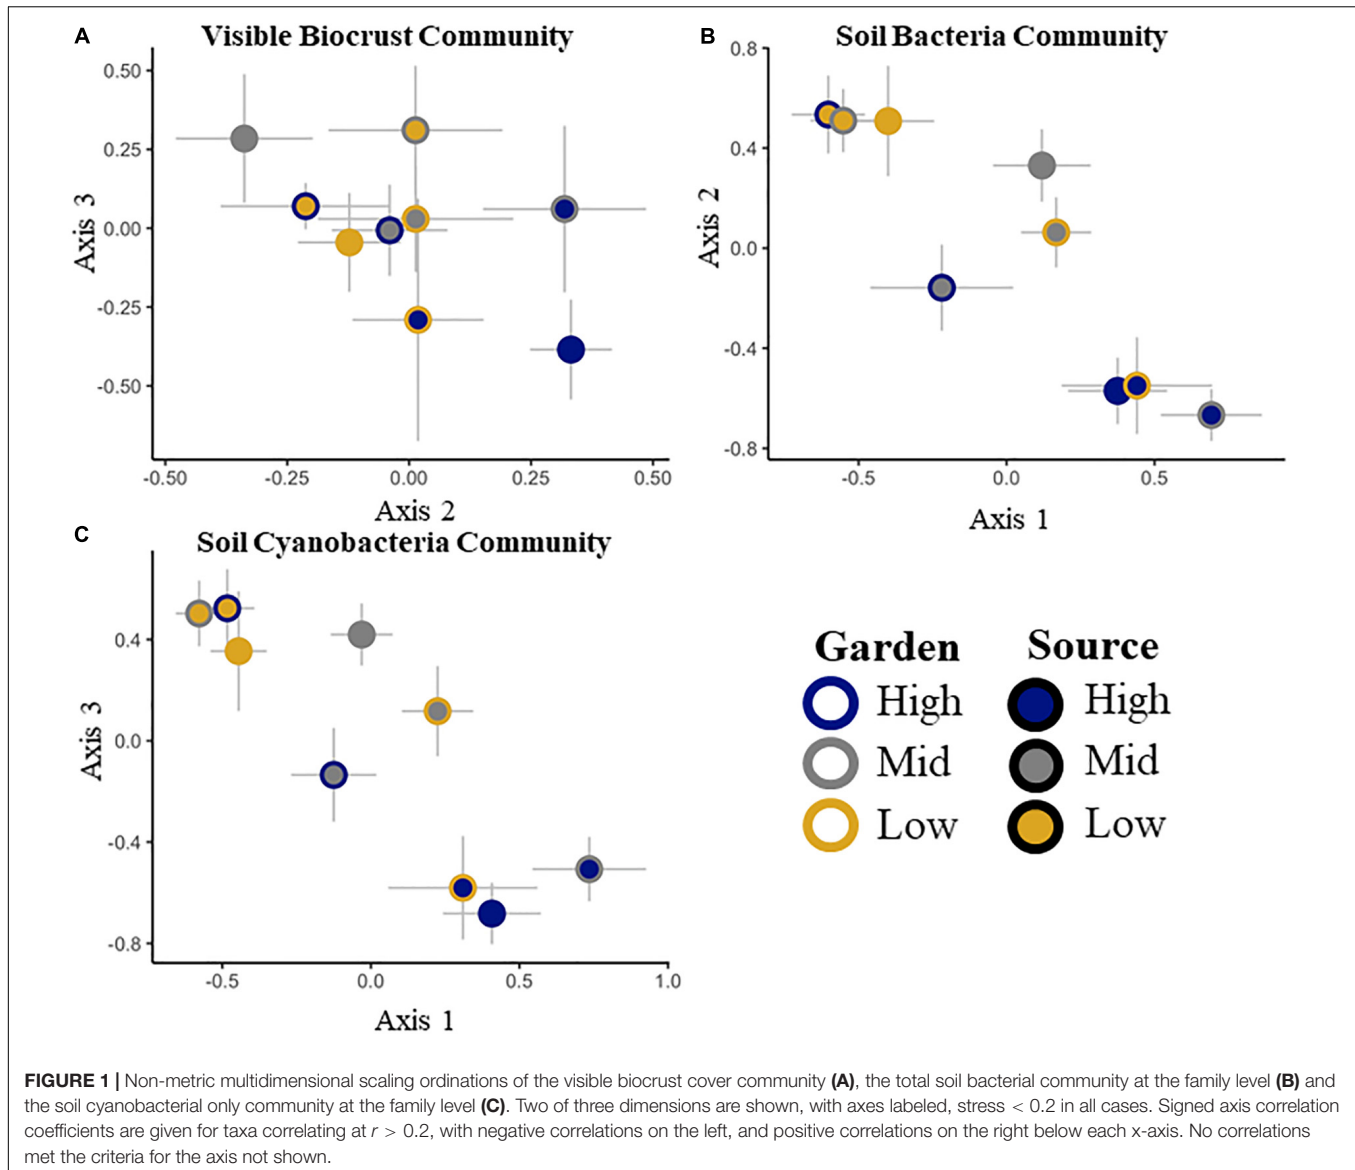 A
Visible Biocrust Community
0.50
0.25
0.00
-0.25
-0.50
Axis 3
-0.50 -0.25 0.00 0.25 0.50
Axis 2
B
Soil Bacteria Community
0.8
0.4
0.0
-0.4
-0.8
Axis 2
-0.5 0.0 0.5
Axis 1
C
Soil Cyanobacteria Community
0.4
0.0
-0.4
-0.8
Axis 3
-0.5 0.0 0.5 1.0
Axis 1
Garden Source
High High
Mid Mid
Low Low
FIGURE 1 | Non-metric multidimensional scaling ordinations of the visible biocrust cover community (A), the total soil bacterial community at the family level (B) and
the soil cyanobacterial only community at the family level (C). Two of three dimensions are shown, with axes labeled, stress < 0.2 in all cases. Signed axis correlation
coefficients are given for taxa correlating at r > 0.2, with negative correlations on the left, and positive correlations on the right below each x-axis. No correlations
met the criteria for the axis not shown.